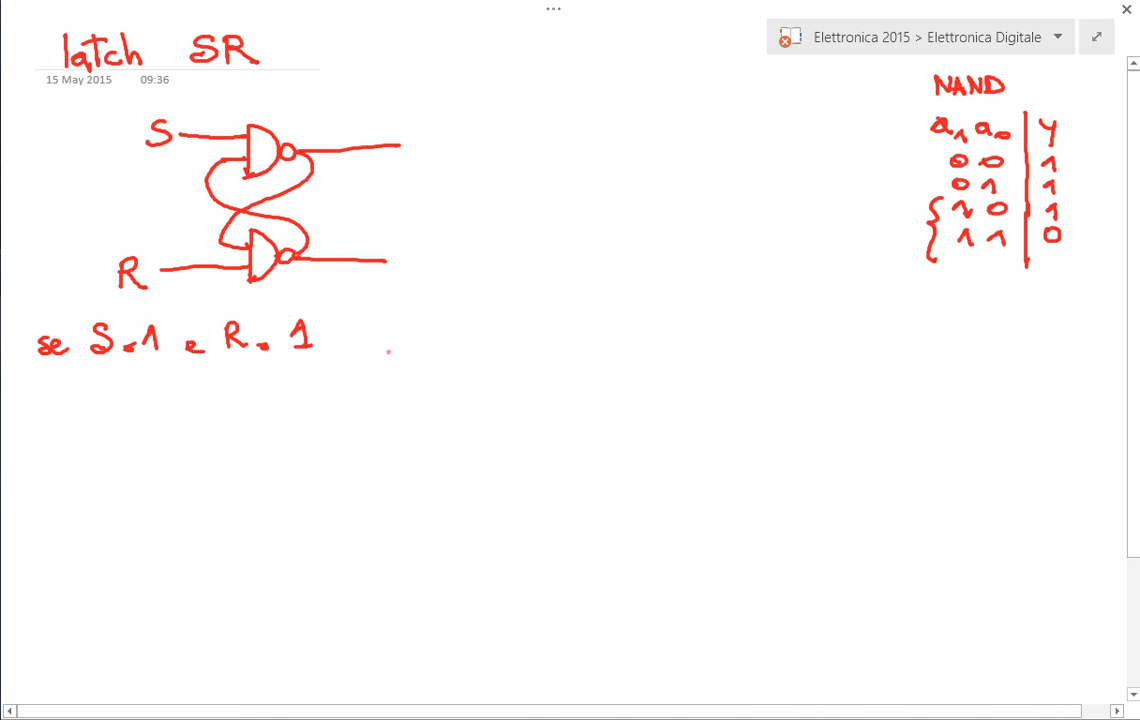 latch SR
15 May 2015 09:36
Elettronica 2015 > Elettronica Digitale
NAND
a1 a0 | y
0 0 | 1
0 1 | 1
1 0 | 1
1 1 | 0
S
R
se S=1 e R=1